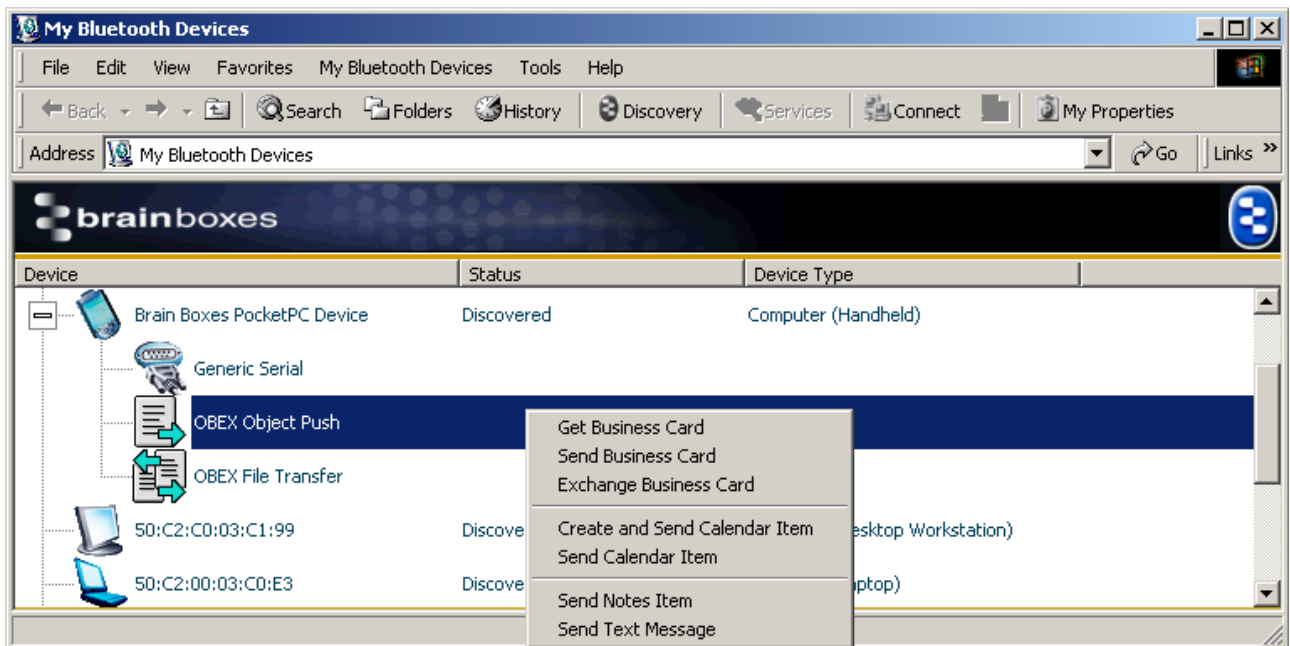 My Bluetooth Devices
File Edit View Favorites My Bluetooth Devices Tools Help
Back Search Folders History Discovery Services Connect My Properties
Address My Bluetooth Devices Go Links »
brainboxes
Device Status Device Type
Brain Boxes PocketPC Device Discovered Computer (Handheld)
Generic Serial
OBEX Object Push
Get Business Card
Send Business Card
Exchange Business Card
OBEX File Transfer
50:C2:C0:03:C1:99 Discove Create and Send Calendar Item esktop Workstation)
Send Calendar Item
50:C2:00:03:C0:E3 Discove ptop)
Send Notes Item
Send Text Message